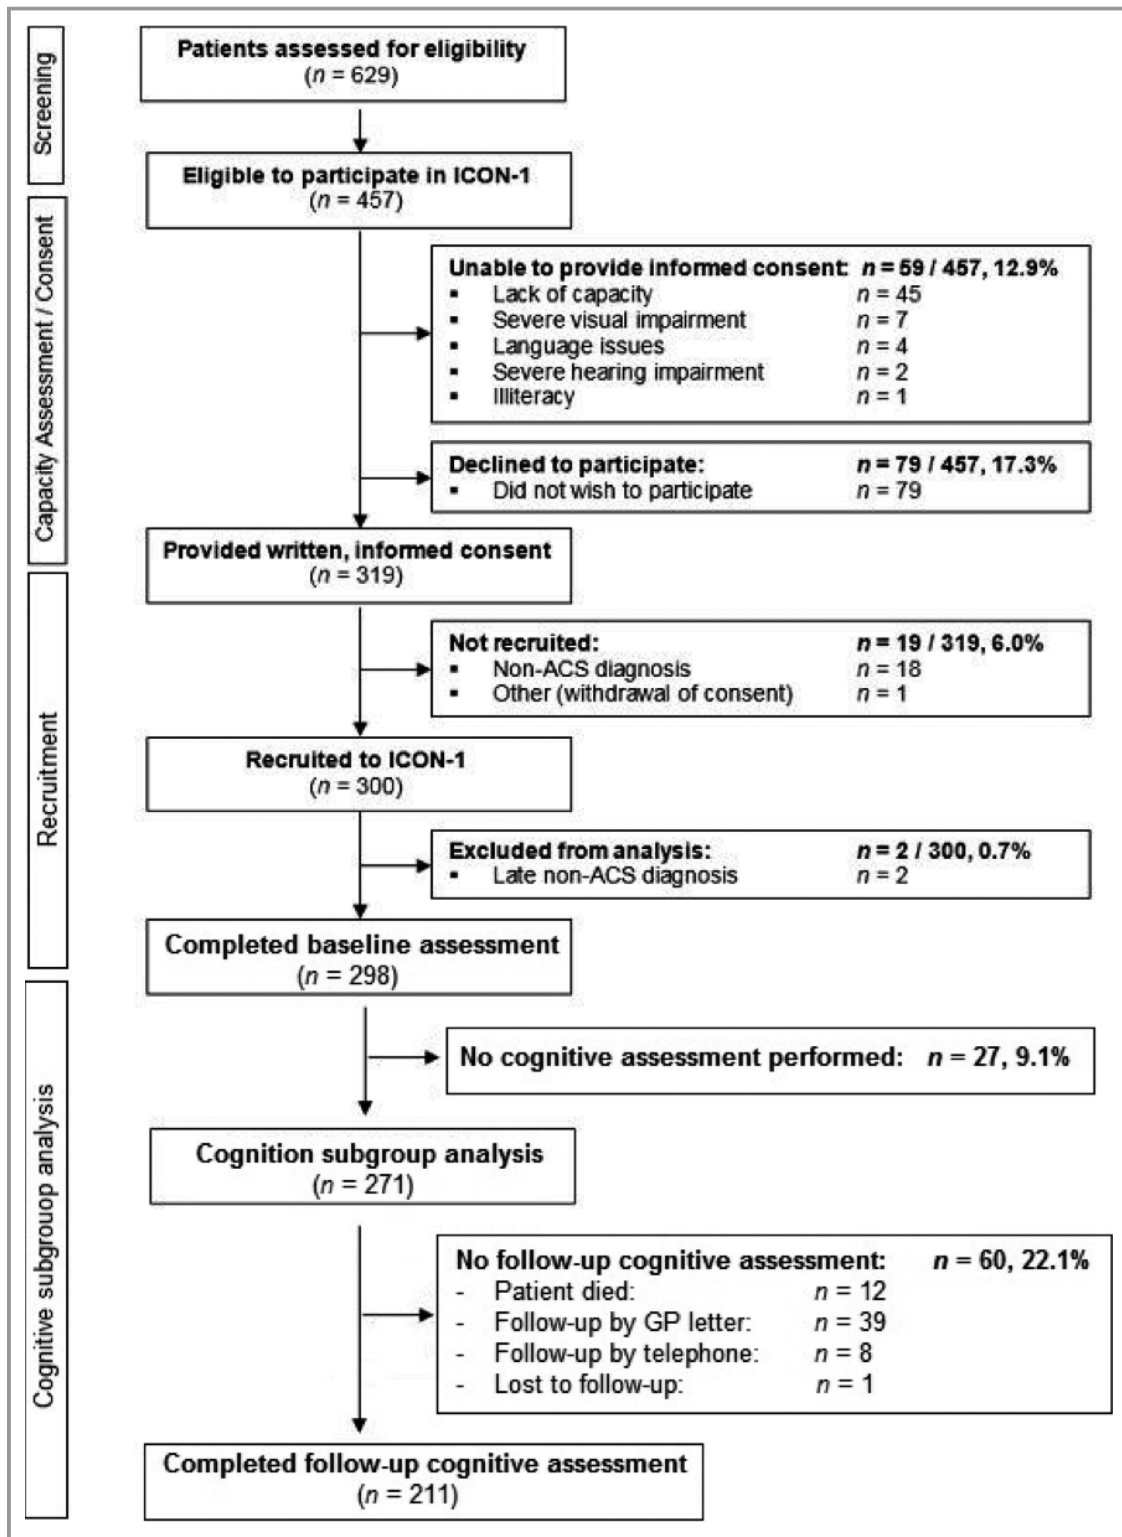 Screening
Patients assessed for eligibility
(n = 629)
Eligible to participate in ICON-1
(n = 457)
Capacity Assessment / Consent
Unable to provide informed consent: n = 59 / 457, 12.9%
▪ Lack of capacity n = 45
▪ Severe visual impairment n = 7
▪ Language issues n = 4
▪ Severe hearing impairment n = 2
▪ Illiteracy n = 1
Declined to participate: n = 79 / 457, 17.3%
▪ Did not wish to participate n = 79
Provided written, informed consent
(n = 319)
Recruitment
Not recruited: n = 19 / 319, 6.0%
▪ Non-ACS diagnosis n = 18
▪ Other (withdrawal of consent) n = 1
Recruited to ICON-1
(n = 300)
Excluded from analysis: n = 2 / 300, 0.7%
▪ Late non-ACS diagnosis n = 2
Completed baseline assessment
(n = 298)
Cognitive subgruoop analysis
No cognitive assessment performed: n = 27, 9.1%
Cognition subgroup analysis
(n = 271)
No follow-up cognitive assessment: n = 60, 22.1%
- Patient died: n = 12
- Follow-up by GP letter: n = 39
- Follow-up by telephone: n = 8
- Lost to follow-up: n = 1
Completed follow-up cognitive assessment
(n = 211)